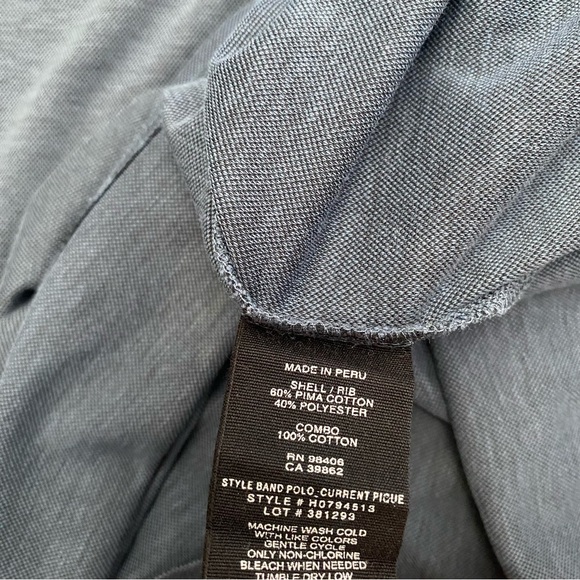 MADE IN PERU
SHELL / RIB
60% PIMA COTTON
40% POLYESTER
COMBO
100% COTTON
RN 98406
CA 39862
STYLE BAND POLO_CURRENT PIQUE
STYLE # H0794513
LOT # 381293
MACHINE WASH COLD
WITH LIKE COLORS
GENTLE CYCLE
ONLY NON-CHLORINE
BLEACH WHEN NEEDED
TUMBLE DRY LOW